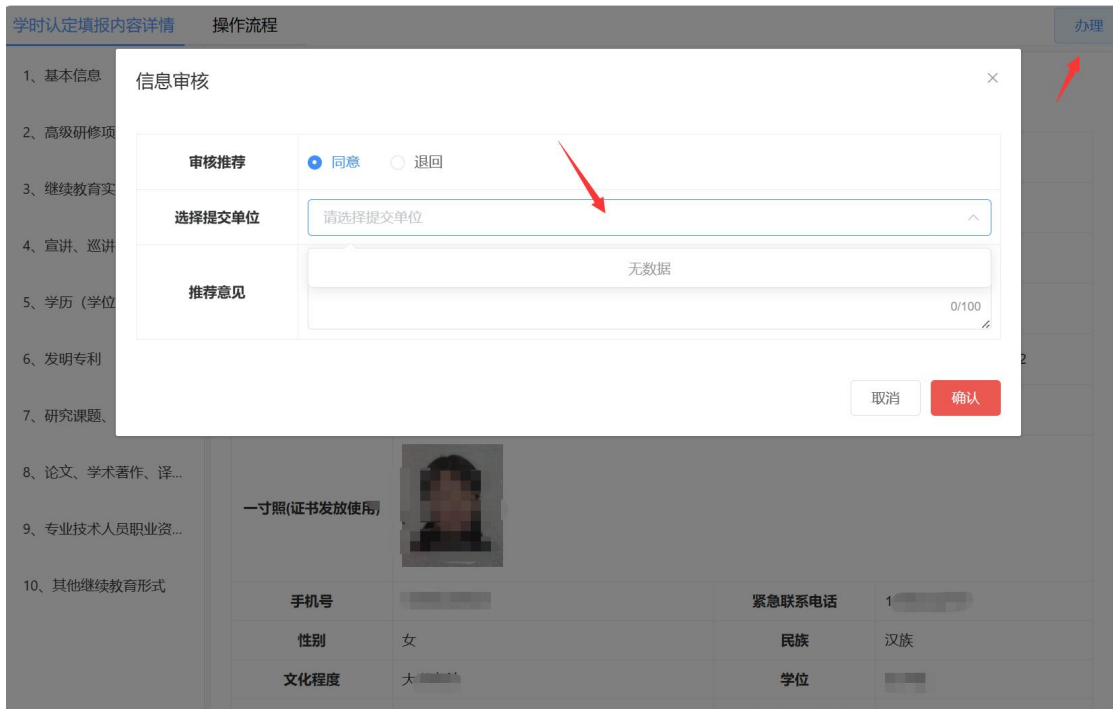 学时认定填报内容详情 操作流程 办理
1、基本信息
信息审核
2、高级研修项
审核推荐 同意 退回
3、继续教育实
选择提交单位 请选择提交单位
4、宣讲、巡讲
无数据
推荐意见
5、学历（学位
0/100
6、发明专利
2
取消 确认
7、研究课题、
8、论文、学术著作、译...
一寸照(证书发放使用)
9、专业技术人员职业资...
10、其他继续教育形式
手机号 紧急联系电话 1
性别 女 民族 汉族
文化程度 大 学位